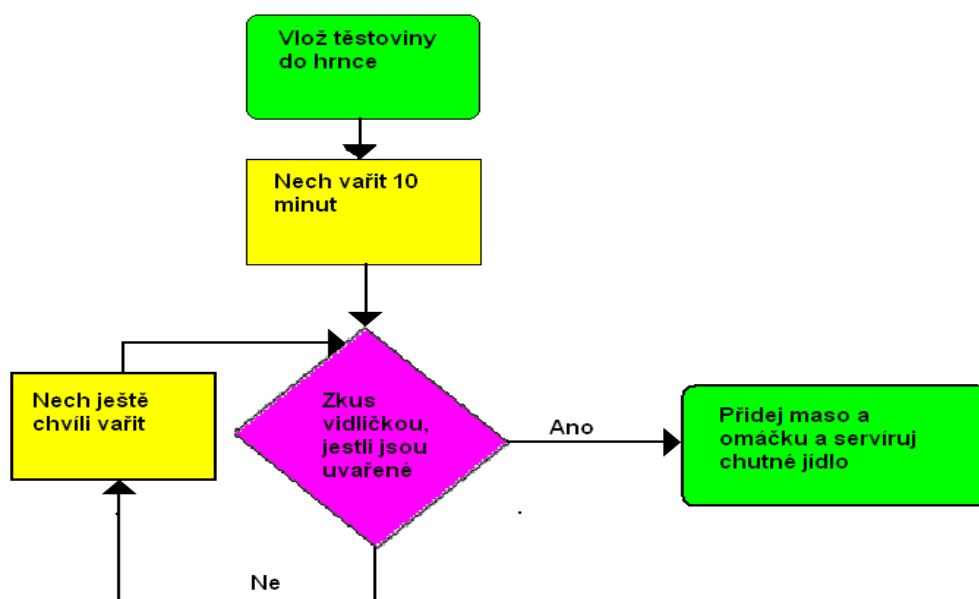 Vlož těstoviny
do hrnce
Nech vařit 10
minut
Nech ještě
chvíli vařit
Zkus
vidličkou,
jestli jsou
uvařené
Ano
Přidej maso a
omáčku a servíruj
chutné jídlo
Ne